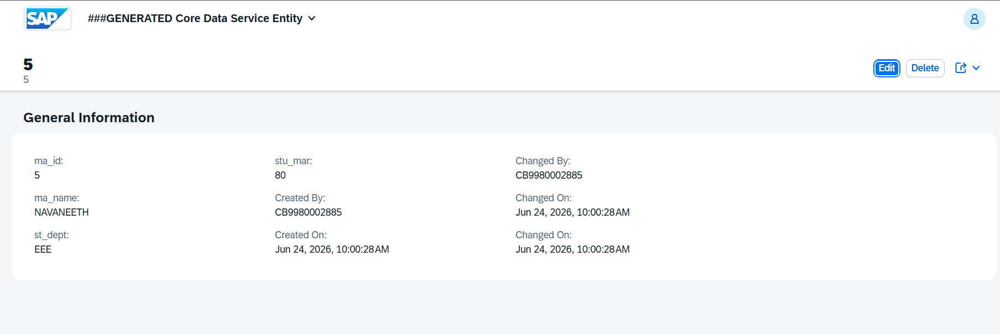 SAP
###GENERATED Core Data Service Entity
5
5
Edit
Delete
General Information
ma_id:
5
ma_name:
NAVANEETH
st_dept:
EEE
stu_mar:
80
Created By:
CB9980002885
Created On:
Jun 24, 2026, 10:00:28 AM
Changed By:
CB9980002885
Changed On:
Jun 24, 2026, 10:00:28 AM
Changed On:
Jun 24, 2026, 10:00:28 AM